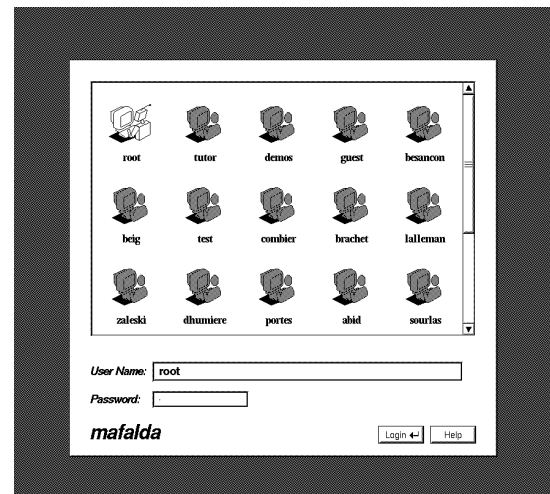 root tutor demos guest besancon
beig test combier brachet lalleman
zaleski dhumiere portes abid sourlas
User Name: root
Password:
mafalda
Login Help